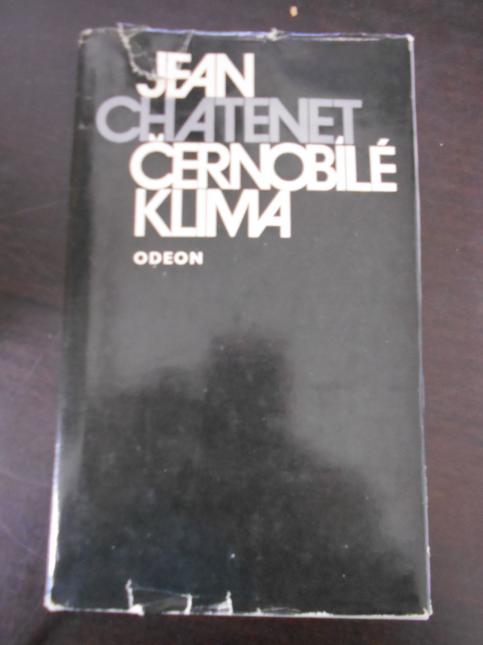 JEAN
CHATENET
ČERNOBÍLÉ
KLIMA
ODEON